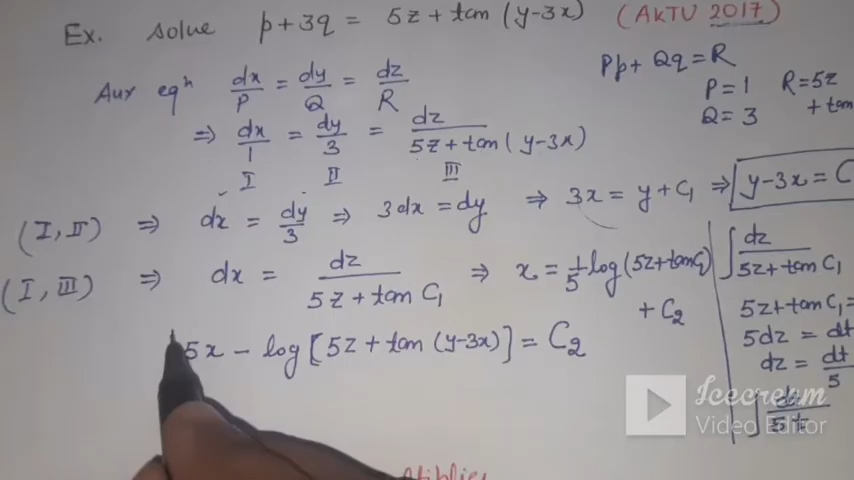 Ex. Solve p+3q = 5z + tan (y-3x) (AKTU 2017)
Pp + Qq = R
P = 1 R = 5z
Q = 3 + tan
Aux eqⁿ dx/P = dy/Q = dz/R
⇒ dx/1 = dy/3 = dz/(5z + tan (y-3x))
I II III
(I, II) ⇒ dx = dy/3 ⇒ 3dx = dy ⇒ 3x = y + C₁ ⇒ y-3x = C
(I, III) ⇒ dx = dz/(5z + tan C₁) ⇒ x = 1/5 log (5z + tan C₁) + C₂
5x - log [5z + tan (y-3x)] = C₂
∫ dz/(5z + tan C₁)
5z + tan C₁ =
5dz = dt
dz = dt/5
Icecream
Video Editor